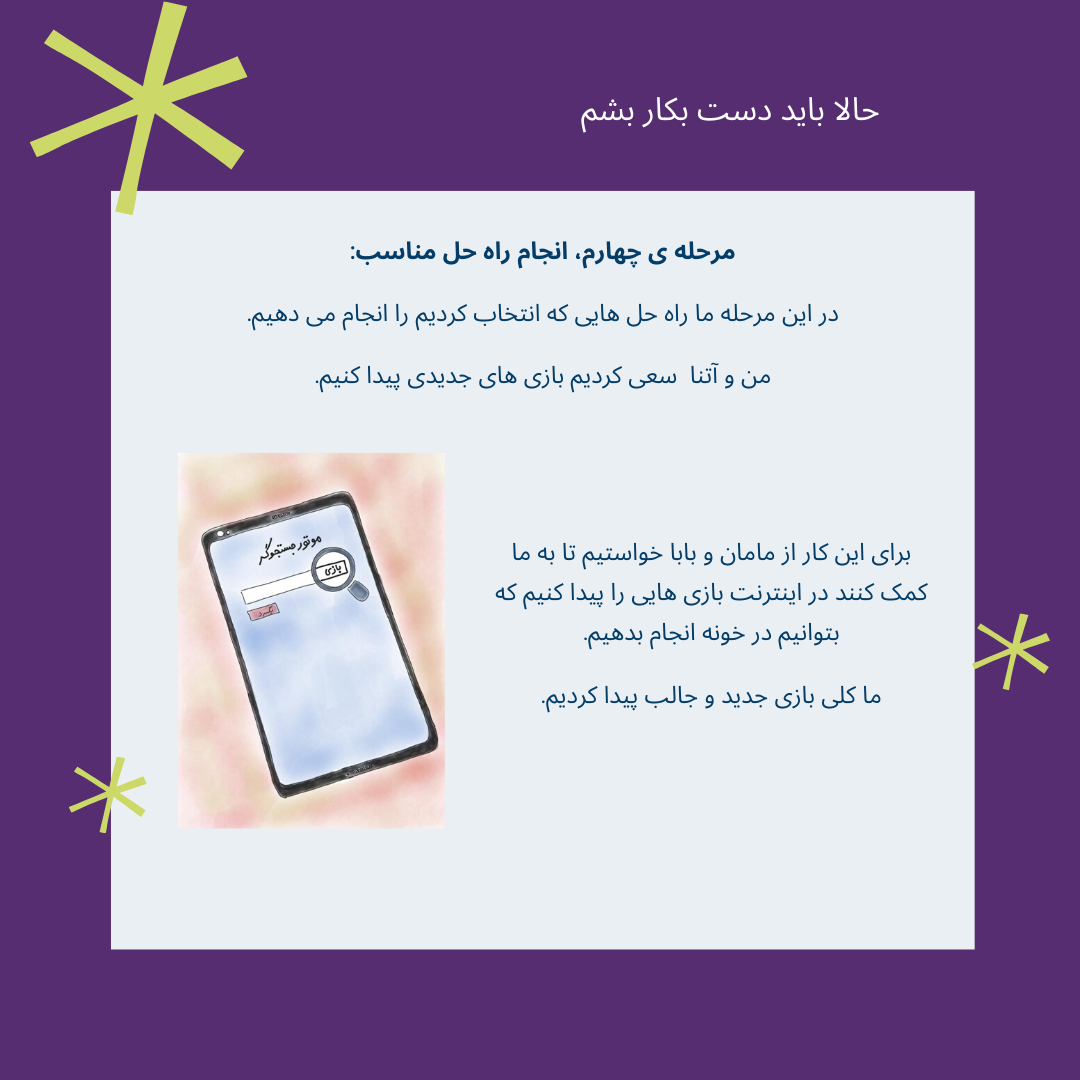 حالا باید دست بکار بشم
مرحله ی چهارم، انجام راه حل مناسب:
در این مرحله ما راه حل هایی که انتخاب کردیم را انجام می دهیم.
من و آتنا  سعی کردیم بازی های جدیدی پیدا کنیم.
برای این کار از مامان و بابا خواستیم تا به ما
کمک کنند در اینترنت بازی هایی را پیدا کنیم که
بتوانیم در خونه انجام بدهیم.
ما کلی بازی جدید و جالب پیدا کردیم.
موتور جستجوگر
بازی